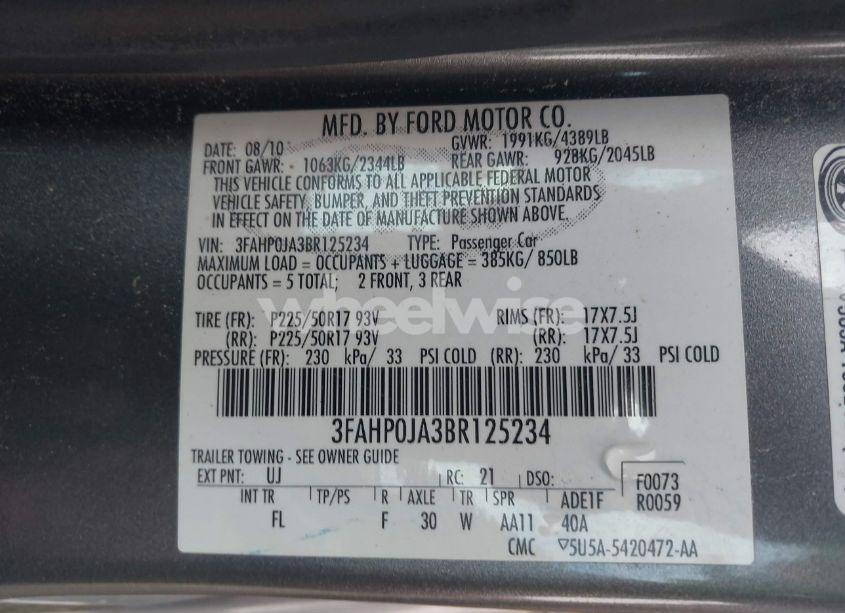 MFD. BY FORD MOTOR CO.
DATE: 08/10 GVWR: 1991KG/4389LB
FRONT GAWR: 1063KG/2344LB REAR GAWR: 928KG/2045LB
THIS VEHICLE CONFORMS TO ALL APPLICABLE FEDERAL MOTOR
VEHICLE SAFETY, BUMPER, AND THEFT PREVENTION STANDARDS
IN EFFECT ON THE DATE OF MANUFACTURE SHOWN ABOVE.
VIN: 3FAHP0JA3BR125234 TYPE: Passenger Car
MAXIMUM LOAD = OCCUPANTS + LUGGAGE = 385KG/ 850LB
OCCUPANTS = 5 TOTAL; 2 FRONT, 3 REAR
wheelwise
TIRE (FR): P225/50R17 93V RIMS (FR): 17X7.5J
(RR): P225/50R17 93V (RR): 17X7.5J
PRESSURE (FR): 230 kPa/ 33 PSI COLD (RR): 230 kPa/ 33 PSI COLD
3FAHP0JA3BR125234
TRAILER TOWING - SEE OWNER GUIDE
EXT PNT: UJ RC: 21 DSO: F0073
INT TR TP/PS R AXLE TR SPR ADE1F R0059
FL F 30 W AA11 40A
CMC ▽5U5A-5420472-AA